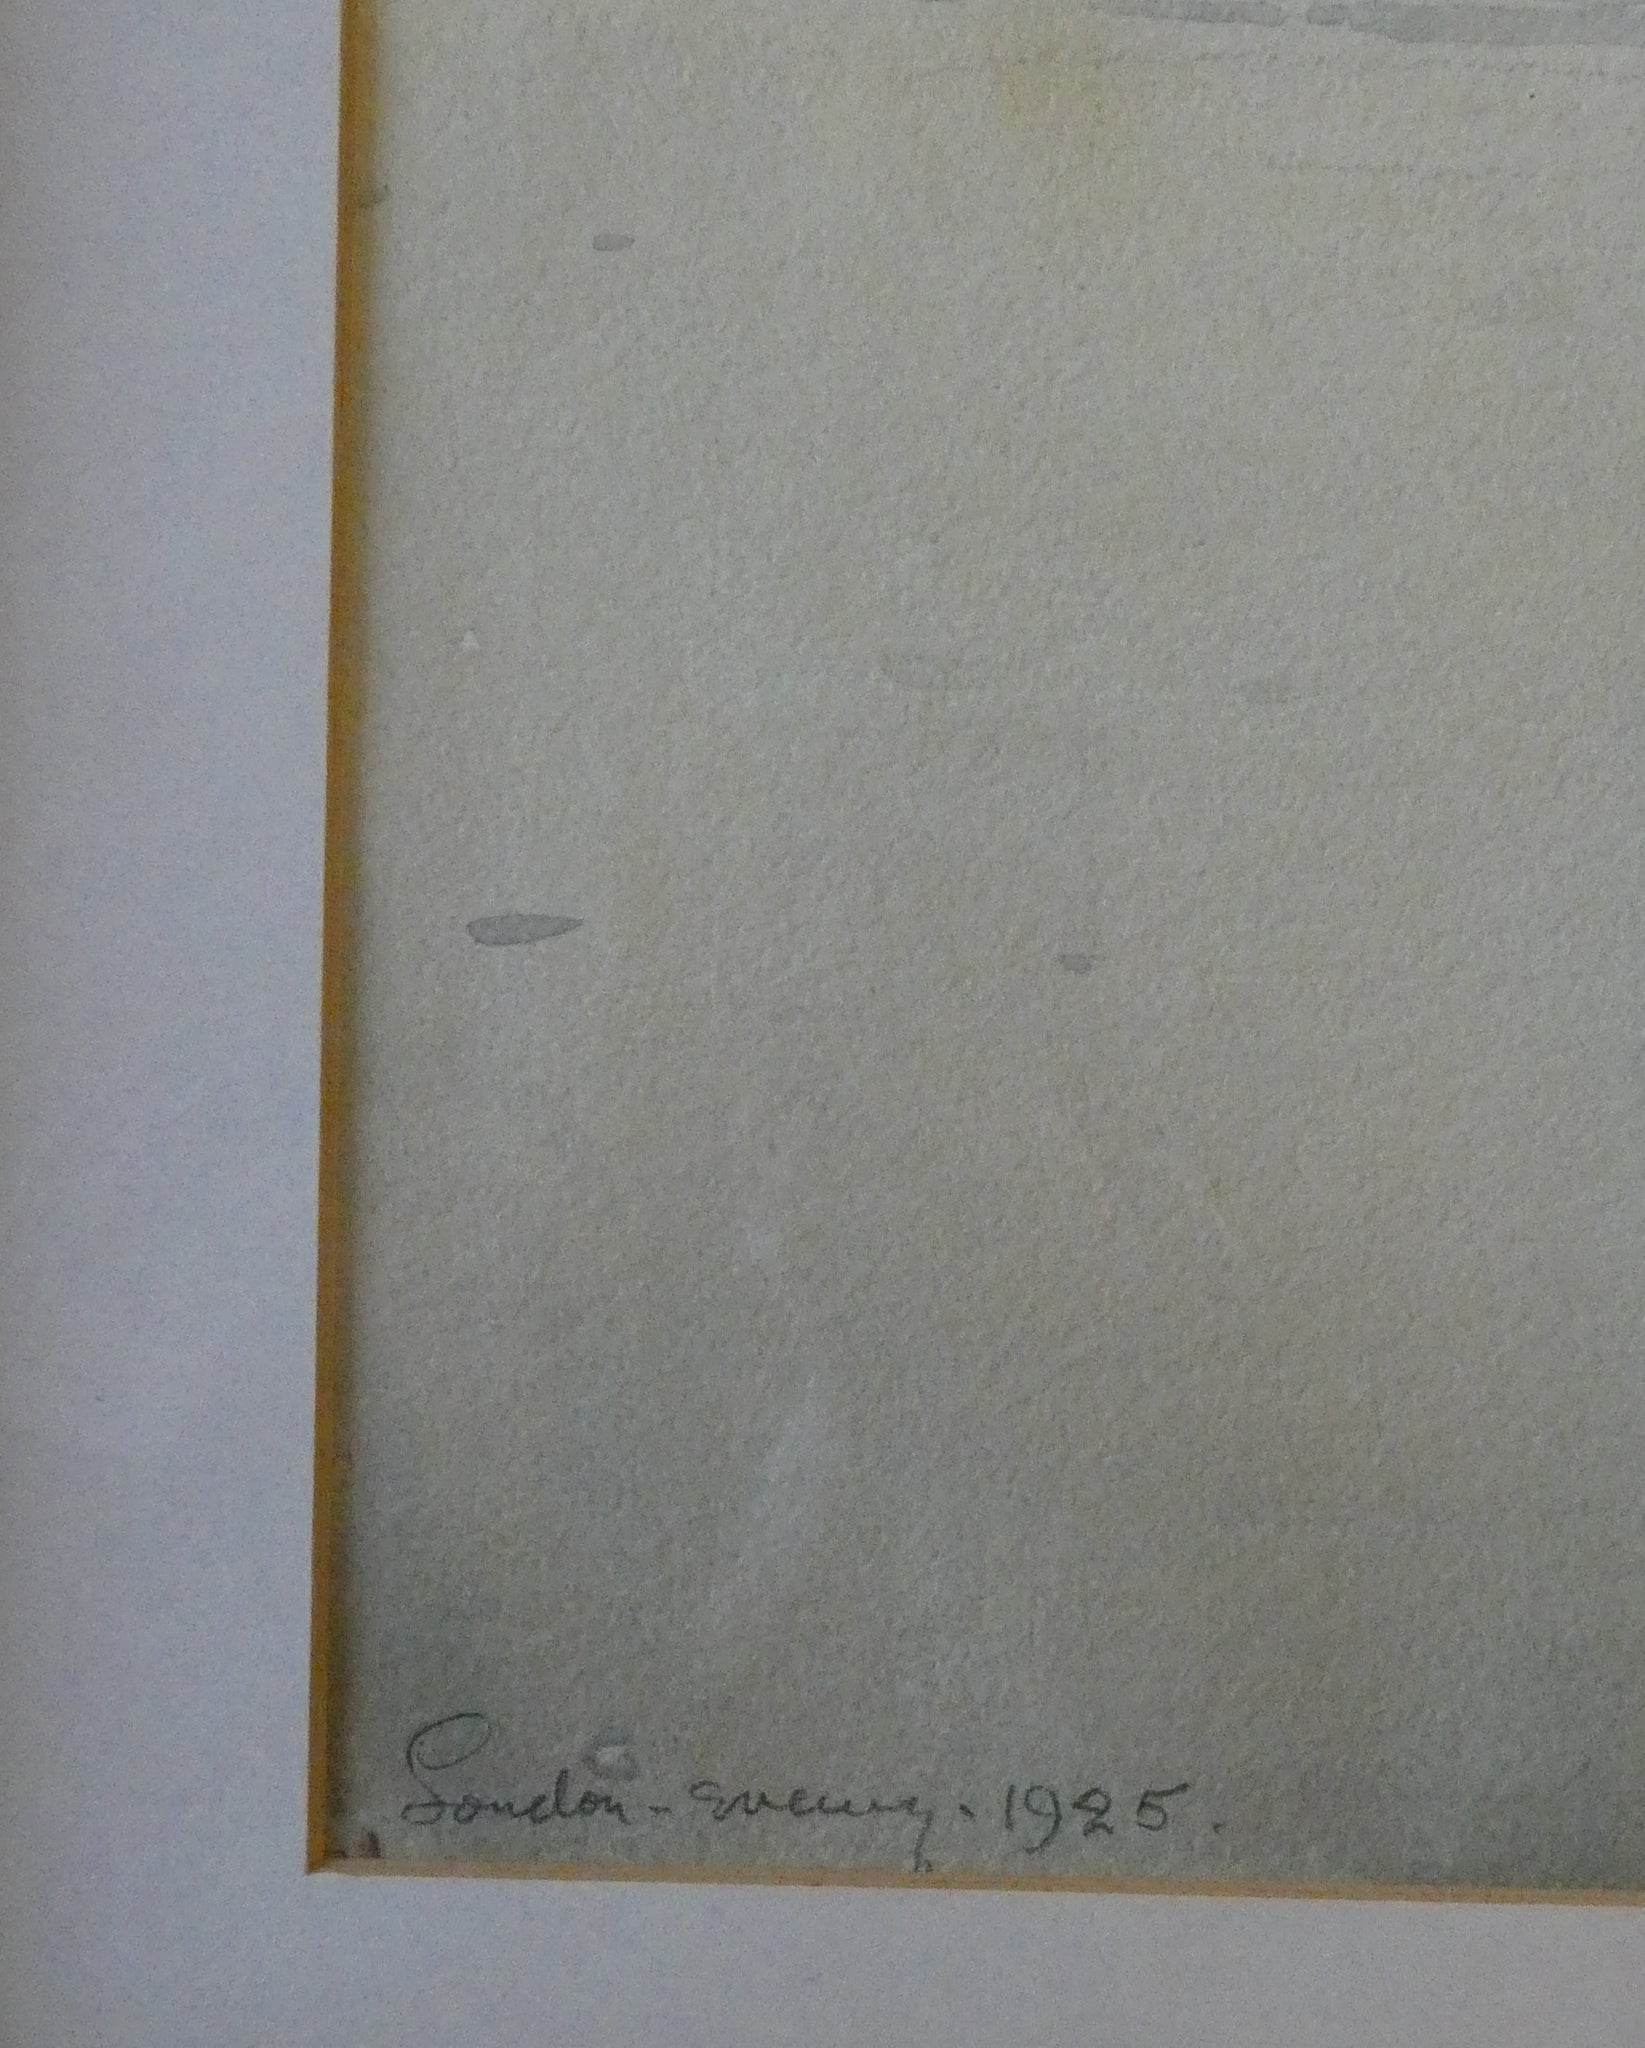 London - Evening - 1925.